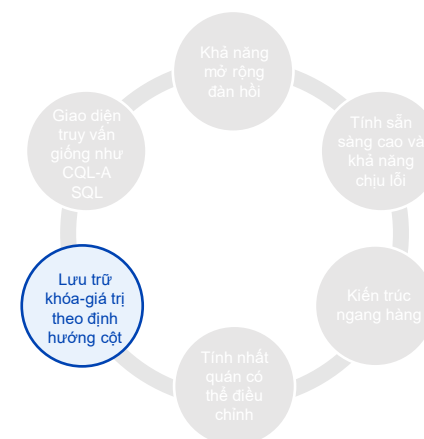 Khả năng
mở rộng
đàn hồi
Tính sẵn
sàng cao và
khả năng
chịu lỗi
Kiến trúc
ngang hàng
Tính nhất
quán có
thể điều
chỉnh
Lưu trữ
khóa-giá trị
theo định
hướng cột
Giao diện
truy vấn
giống như
CQL-A
SQL